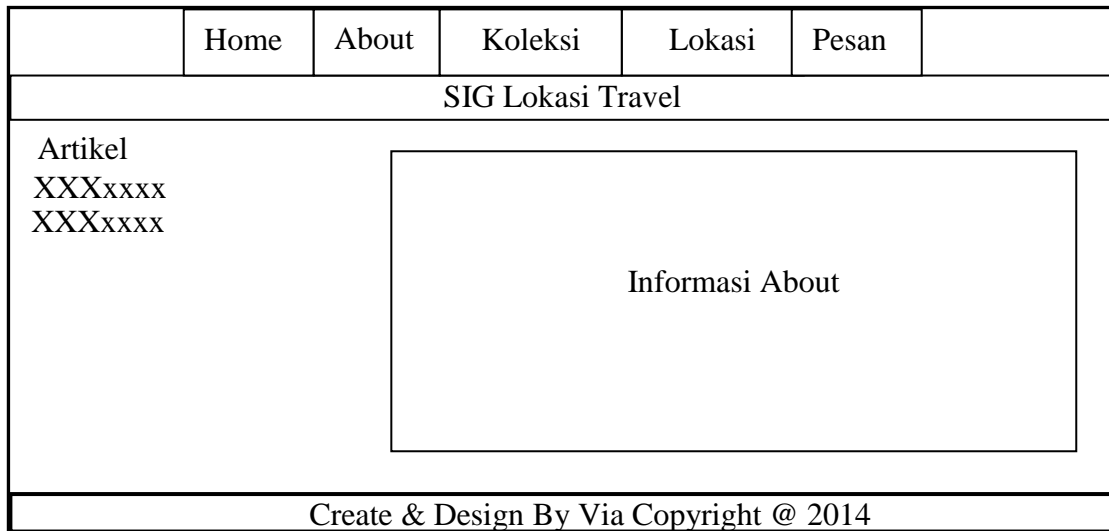 Home About Koleksi Lokasi Pesan
SIG Lokasi Travel
Artikel
XXXxxxx
XXXxxxx
Informasi About
Create & Design By Via Copyright @ 2014